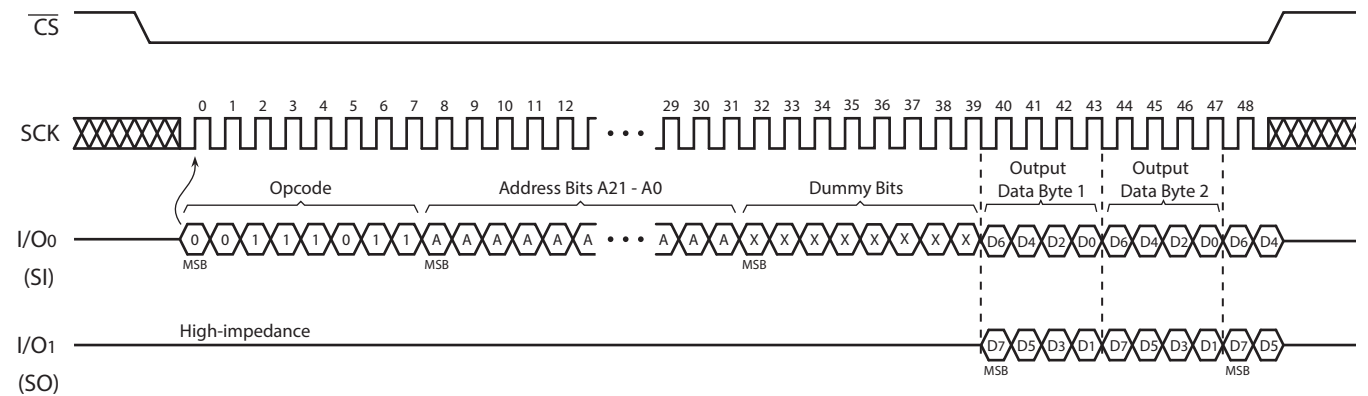 CS
0 1 2 3 4 5 6 7 8 9 10 11 12 29 30 31 32 33 34 35 36 37 38 39 40 41 42 43 44 45 46 47 48
SCK
Opcode Address Bits A21 - A0 Dummy Bits Output Data Byte 1 Output Data Byte 2
I/O0 (SI) 0 0 1 1 1 0 1 1 A A A A A A A A A X X X X X X X X D6 D4 D2 D0 D6 D4 D2 D0 D6 D4
MSB MSB MSB
High-impedance
I/O1 (SO) D7 D5 D3 D1 D7 D5 D3 D1 D7 D5
MSB MSB